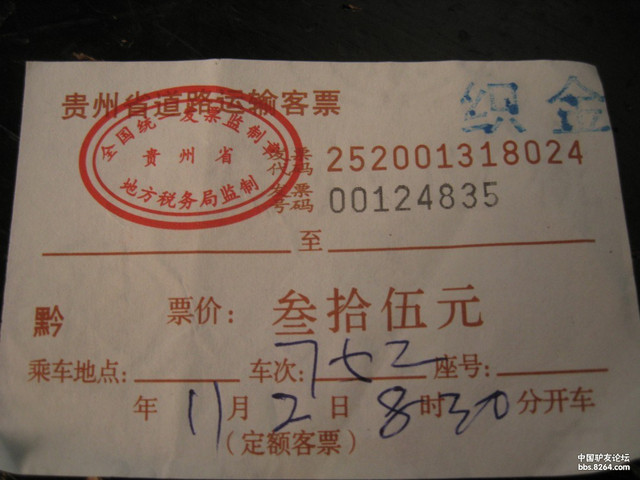 贵州省道路运输客票
织金
全国统一发票监制章
贵州省
地方税务局监制
发票代码 252001318024
发票号码 00124835
至
黔 票价: 叁拾伍元
乘车地点: 车次: 752 座号:
年 11 月 2 日 8 时 30 分开车
(定额客票)
中国驴友论坛
bbs.8264.com